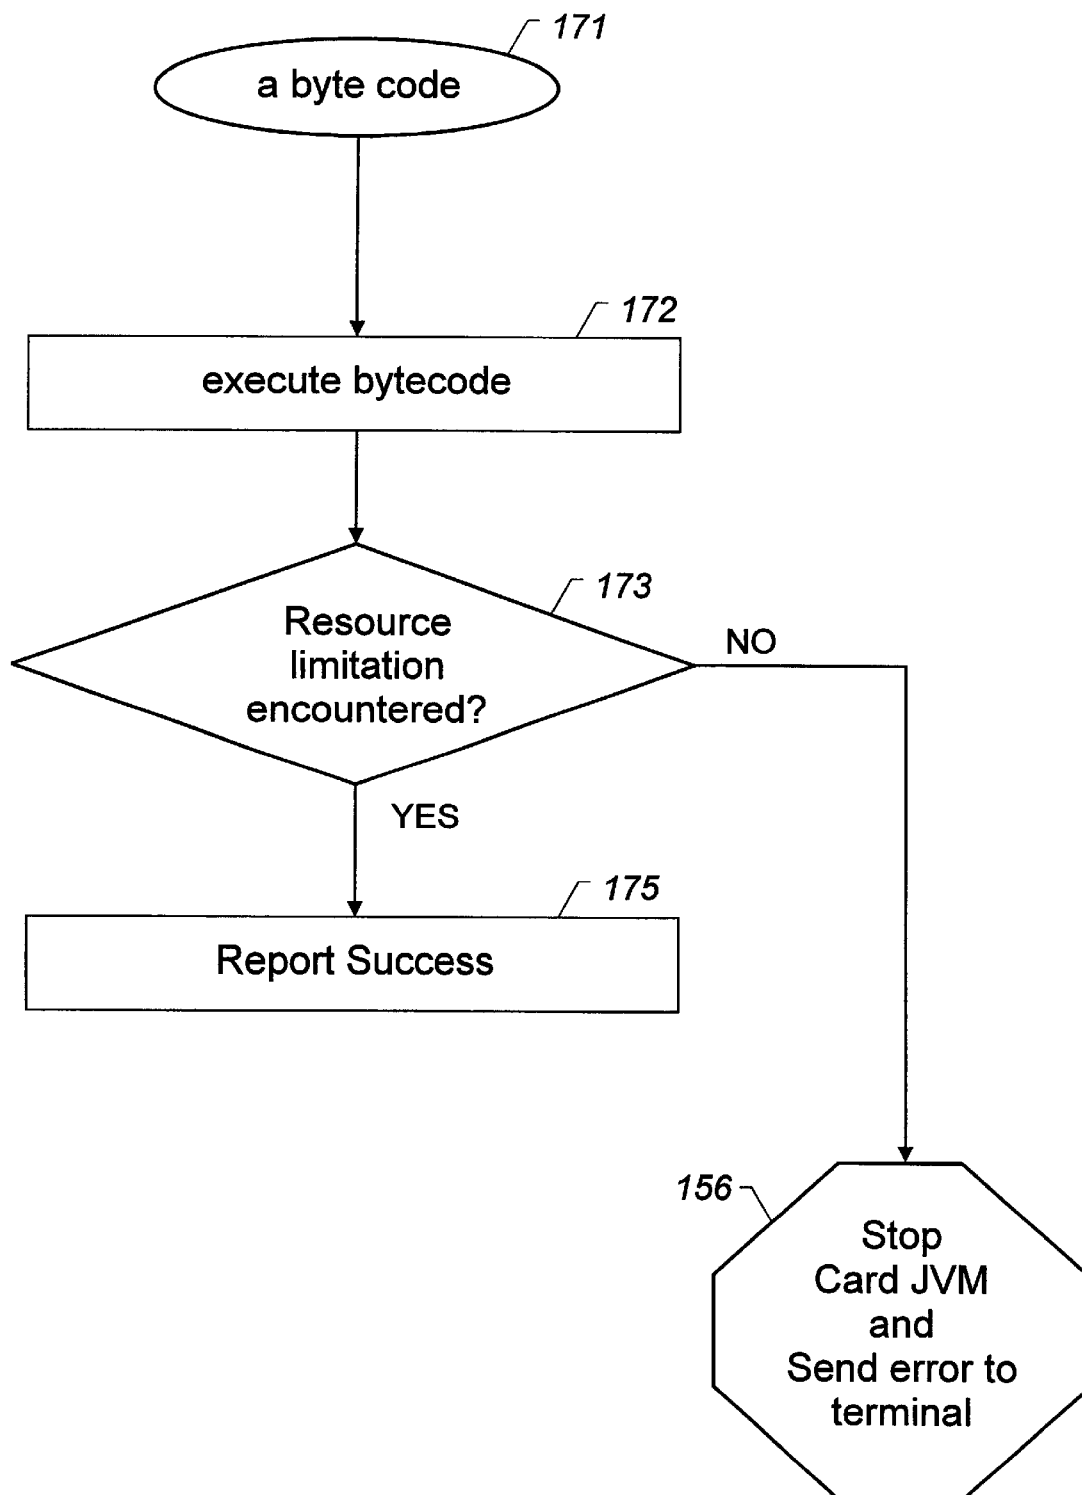 171
a byte code
172
execute bytecode
173
Resource
limitation
encountered?
NO
YES
175
Report Success
156
Stop
Card JVM
and
Send error to
terminal